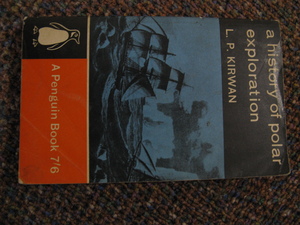 a history of polar
exploration
L. P. KIRWAN
A Penguin Book 7/6